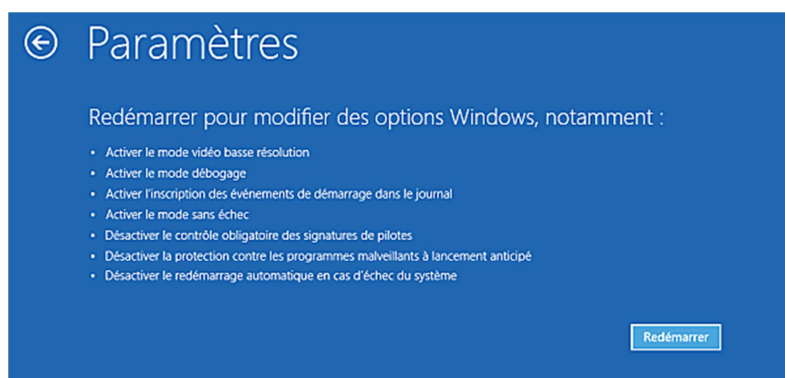 Paramètres
Redémarrer pour modifier des options Windows, notamment :
• Activer le mode vidéo basse résolution
• Activer le mode débogage
• Activer l'inscription des événements de démarrage dans le journal
• Activer le mode sans échec
• Désactiver le contrôle obligatoire des signatures de pilotes
• Désactiver la protection contre les programmes malveillants à lancement anticipé
• Désactiver le redémarrage automatique en cas d'échec du système
Redémarrer